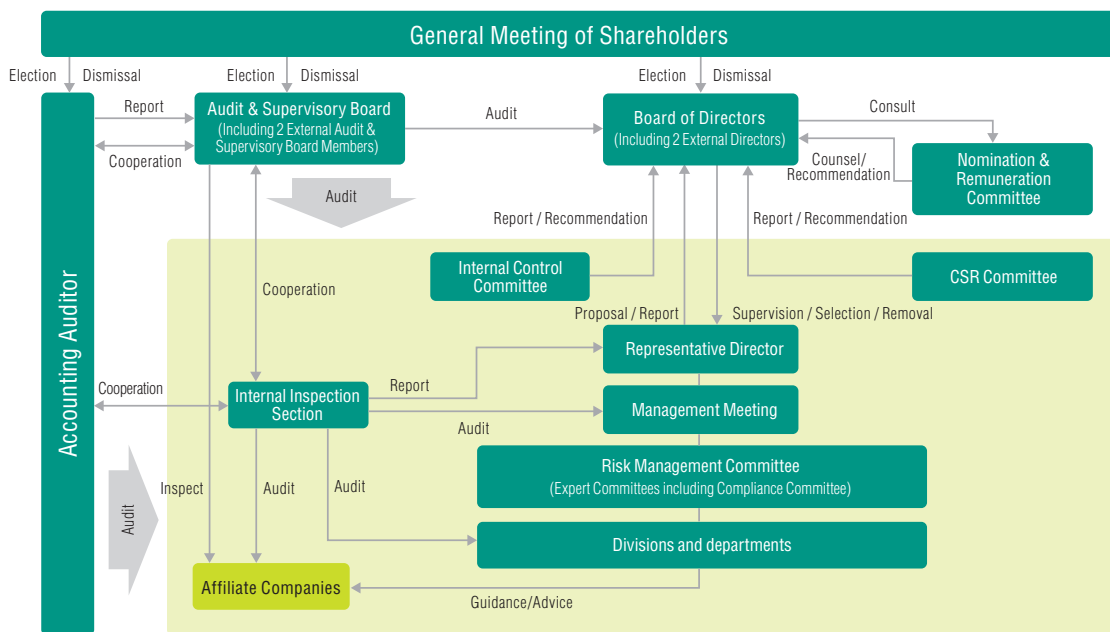 General Meeting of Shareholders
Election
Dismissal
Election
Dismissal
Election
Dismissal
Accounting Auditor
Report
Cooperation
Audit & Supervisory Board
(Including 2 External Audit &
Supervisory Board Members)
Audit
Board of Directors
(Including 2 External Directors)
Consult
Counsel/
Recommendation
Nomination &
Remuneration
Committee
Audit
Report / Recommendation
Report / Recommendation
Internal Control
Committee
CSR Committee
Cooperation
Proposal / Report
Supervision / Selection / Removal
Representative Director
Cooperation
Internal Inspection
Section
Report
Management Meeting
Audit
Risk Management Committee
(Expert Committees including Compliance Committee)
Audit
Inspect
Audit
Audit
Divisions and departments
Affiliate Companies
Guidance/Advice